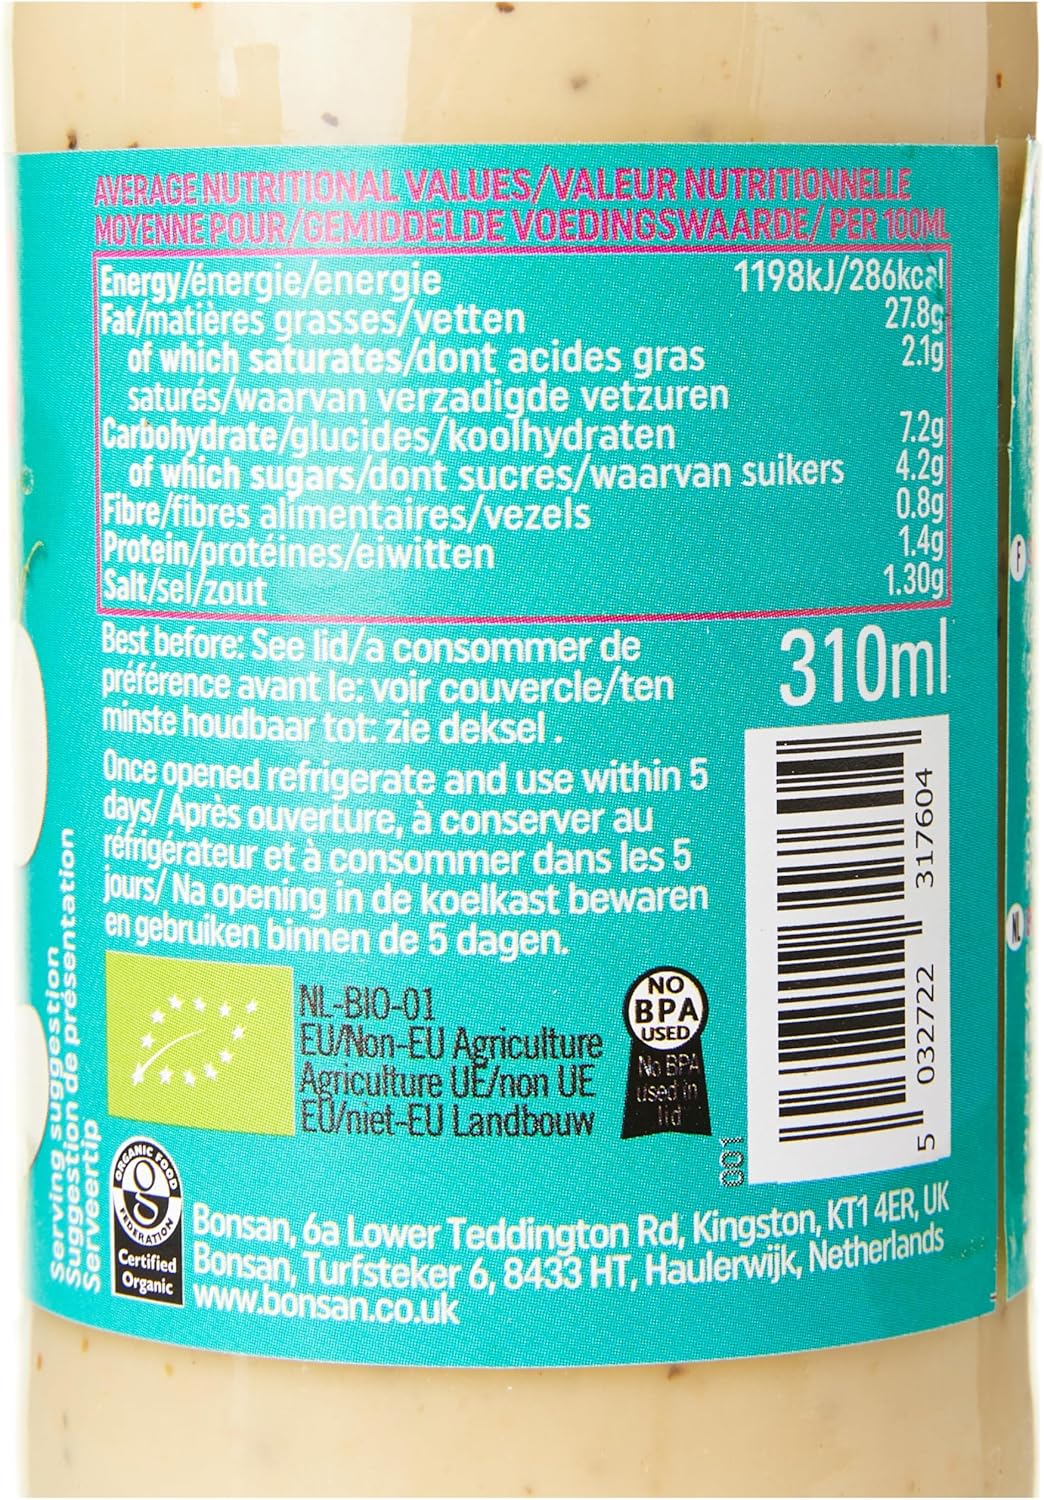 AVERAGE NUTRITIONAL VALUES/VALEUR NUTRITIONNELLE
MOYENNE POUR/GEMIDDELDE VOEDINGSWAARDE/ PER 100ML
Energy/énergie/energie 1198kJ/286kcal
Fat/matières grasses/vetten 27.8g
of which saturates/dont acides gras 2.1g
saturés/waarvan verzadigde vetzuren
Carbohydrate/glucides/koolhydraten 7.2g
of which sugars/dont sucres/waarvan suikers 4.2g
Fibre/fibres alimentaires/vezels 0.8g
Protein/protéines/eiwitten 1.4g
Salt/sel/zout 1.30g
Best before: See lid/a consommer de
préférence avant le: voir couvercle/ten
minste houdbaar tot: zie deksel .
310ml
Once opened refrigerate and use within 5
days/ Après ouverture, à conserver au
réfrigérateur et à consommer dans les 5
jours/ Na opening in de koelkast bewaren
en gebruiken binnen de 5 dagen.
5 032722 317604
NL-BIO-01
EU/Non-EU Agriculture
Agriculture UE/non UE
EU/niet-EU Landbouw
NO
BPA
USED
No BPA
used in
lid
001
ORGANIC FOOD
FEDERATION
Certified
Organic
Bonsan, 6a Lower Teddington Rd, Kingston, KT1 4ER, UK
Bonsan, Turfsteker 6, 8433 HT, Haulerwijk, Netherlands
www.bonsan.co.uk
Serving suggestion
Suggestion de présentation
Serveertip
F
NL